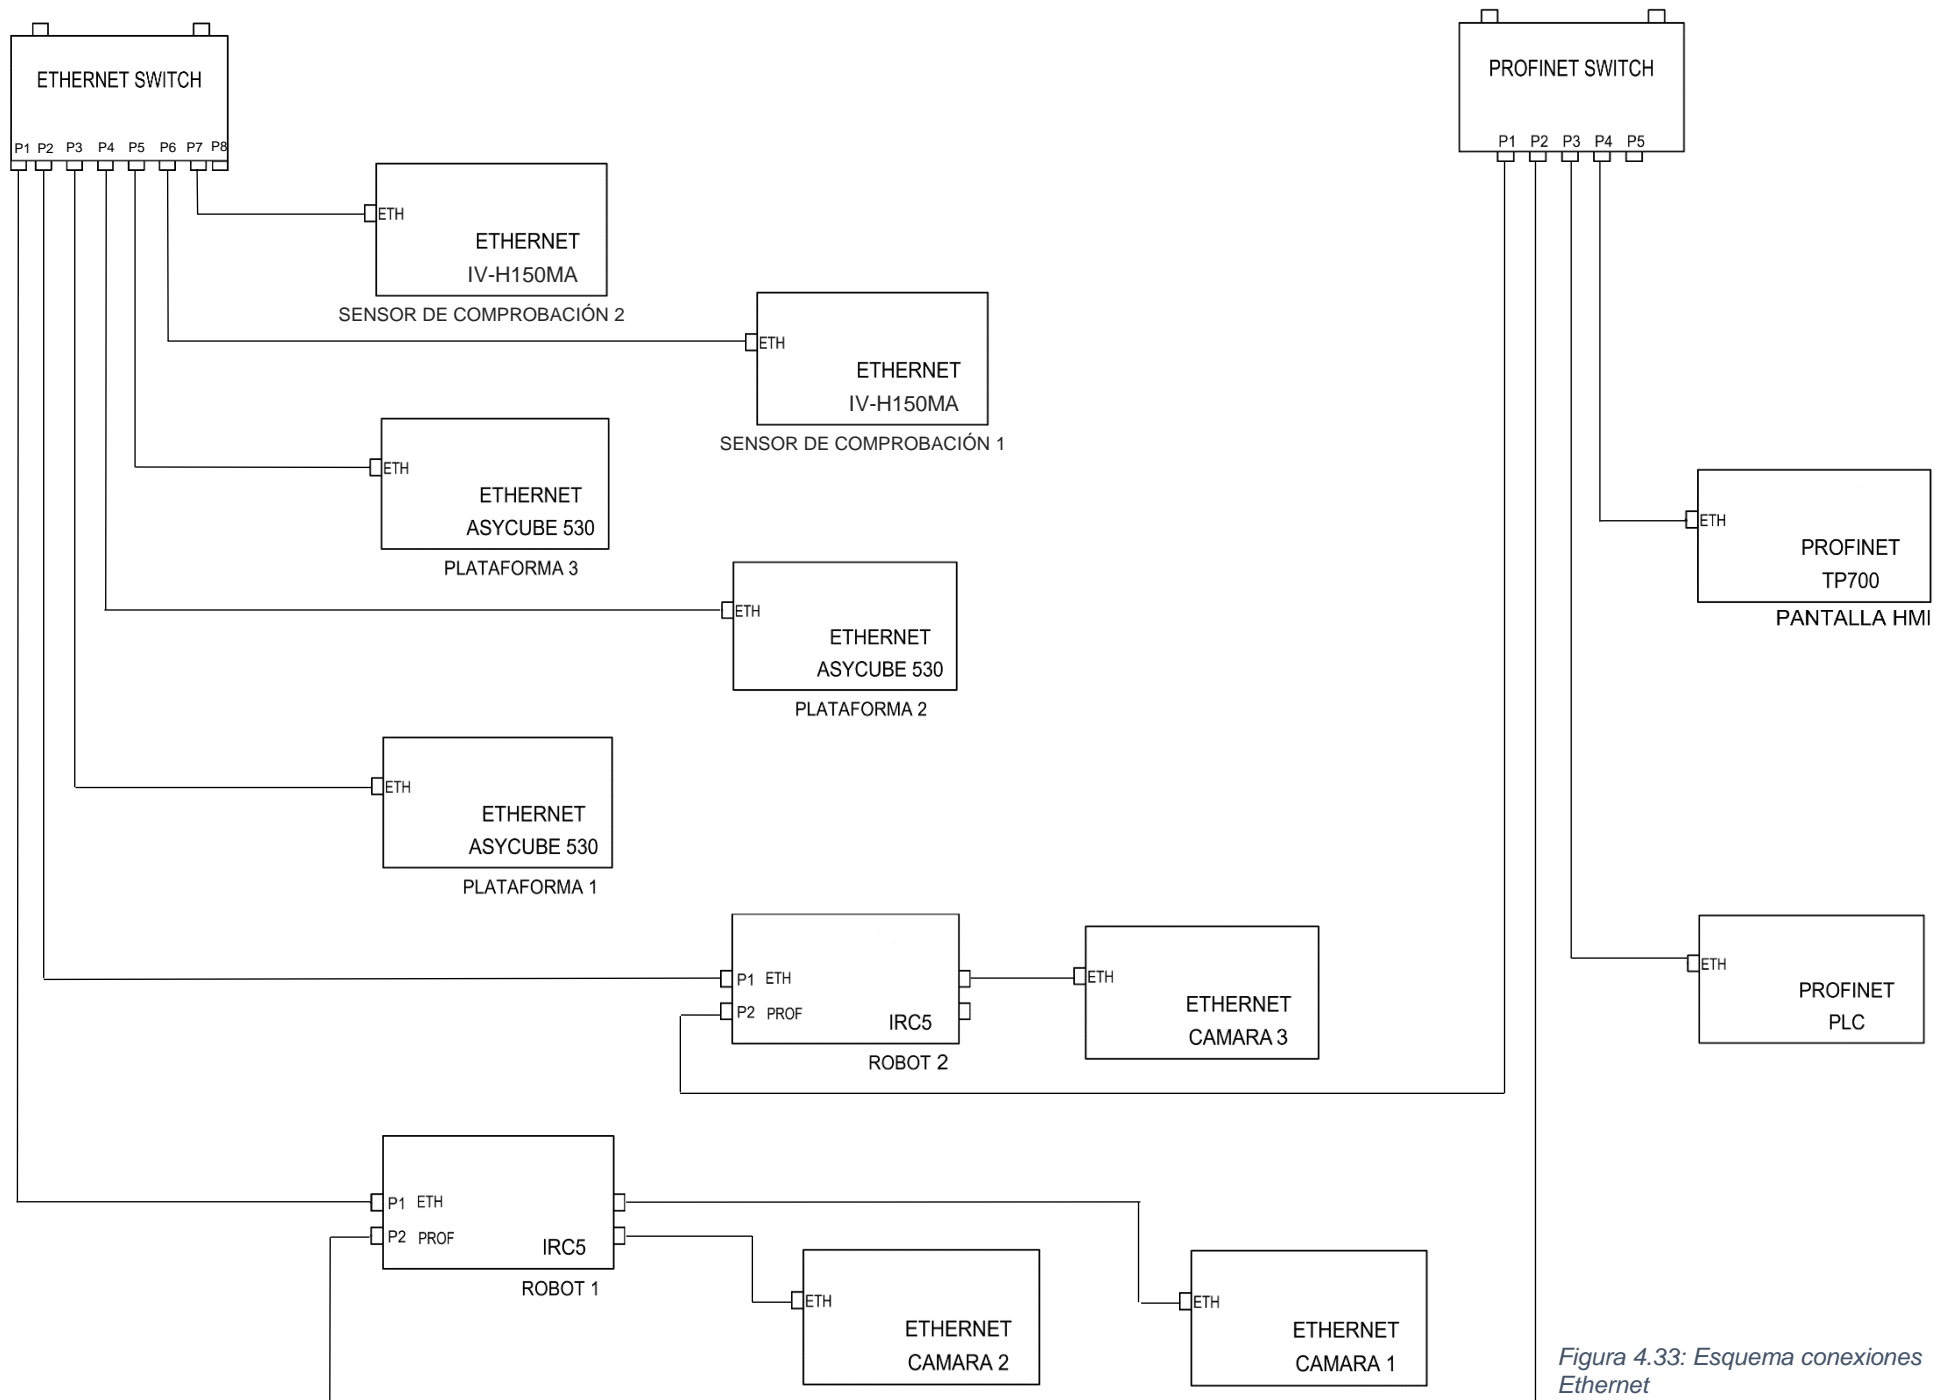 ETHERNET SWITCH
P1 P2 P3 P4 P5 P6 P7 P8
PROFINET SWITCH
P1 P2 P3 P4 P5
ETH
ETHERNET
IV-H150MA
SENSOR DE COMPROBACIÓN 2
ETH
ETHERNET
IV-H150MA
SENSOR DE COMPROBACIÓN 1
ETH
ETHERNET
ASYCUBE 530
PLATAFORMA 3
ETH
PROFINET
TP700
PANTALLA HMI
ETH
ETHERNET
ASYCUBE 530
PLATAFORMA 2
ETH
ETHERNET
ASYCUBE 530
PLATAFORMA 1
P1 ETH
P2 PROF
IRC5
ROBOT 2
ETH
ETHERNET
CAMARA 3
ETH
PROFINET
PLC
P1 ETH
P2 PROF
IRC5
ROBOT 1
ETH
ETHERNET
CAMARA 2
ETH
ETHERNET
CAMARA 1
Figura 4.33: Esquema conexiones
Ethernet